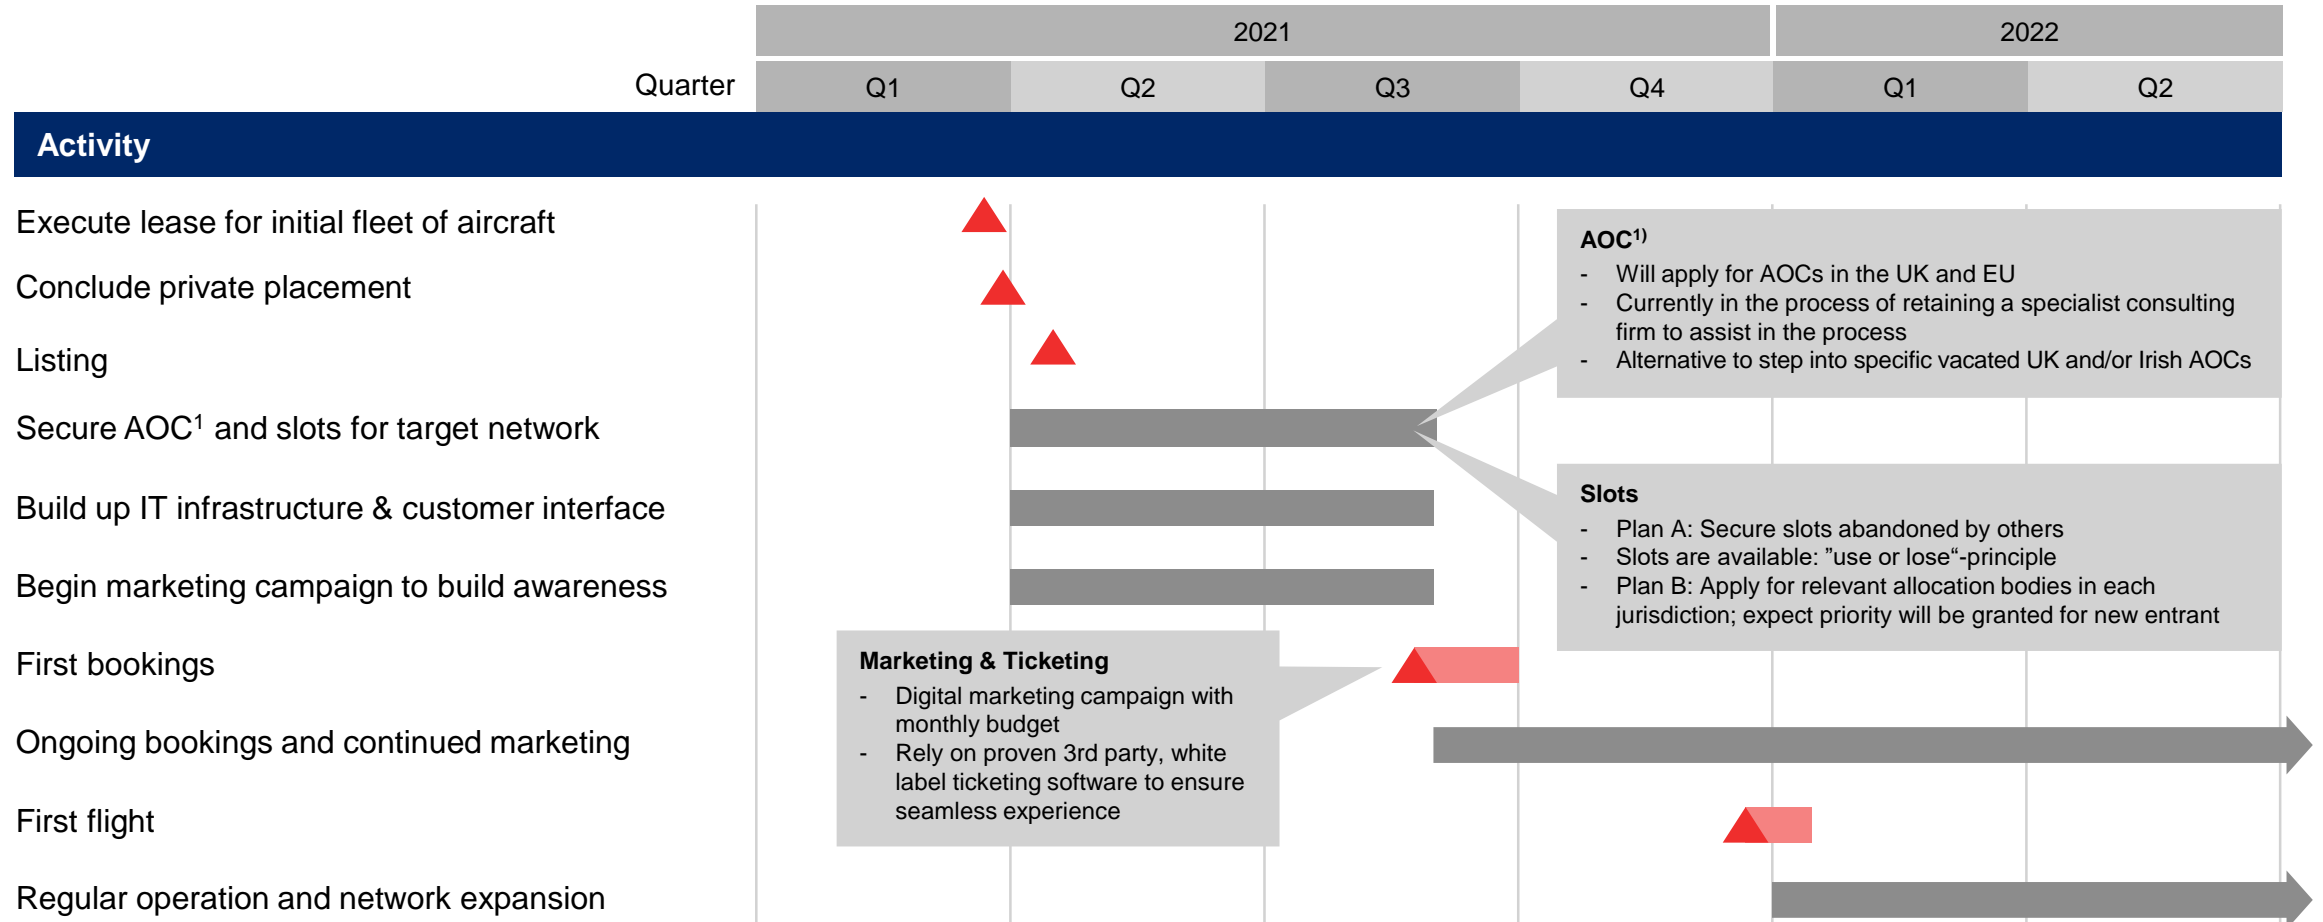 2021
2022
Quarter
Q1
Q2
Q3
Q4
Q1
Q2
Activity
Execute lease for initial fleet of aircraft
Conclude private placement
Listing
Secure AOC¹ and slots for target network
Build up IT infrastructure & customer interface
Begin marketing campaign to build awareness
First bookings
Ongoing bookings and continued marketing
First flight
Regular operation and network expansion
AOC¹⁾
- Will apply for AOCs in the UK and EU
- Currently in the process of retaining a specialist consulting
firm to assist in the process
- Alternative to step into specific vacated UK and/or Irish AOCs
Slots
- Plan A: Secure slots abandoned by others
- Slots are available: ”use or lose“-principle
- Plan B: Apply for relevant allocation bodies in each
jurisdiction; expect priority will be granted for new entrant
Marketing & Ticketing
- Digital marketing campaign with
monthly budget
- Rely on proven 3rd party, white
label ticketing software to ensure
seamless experience